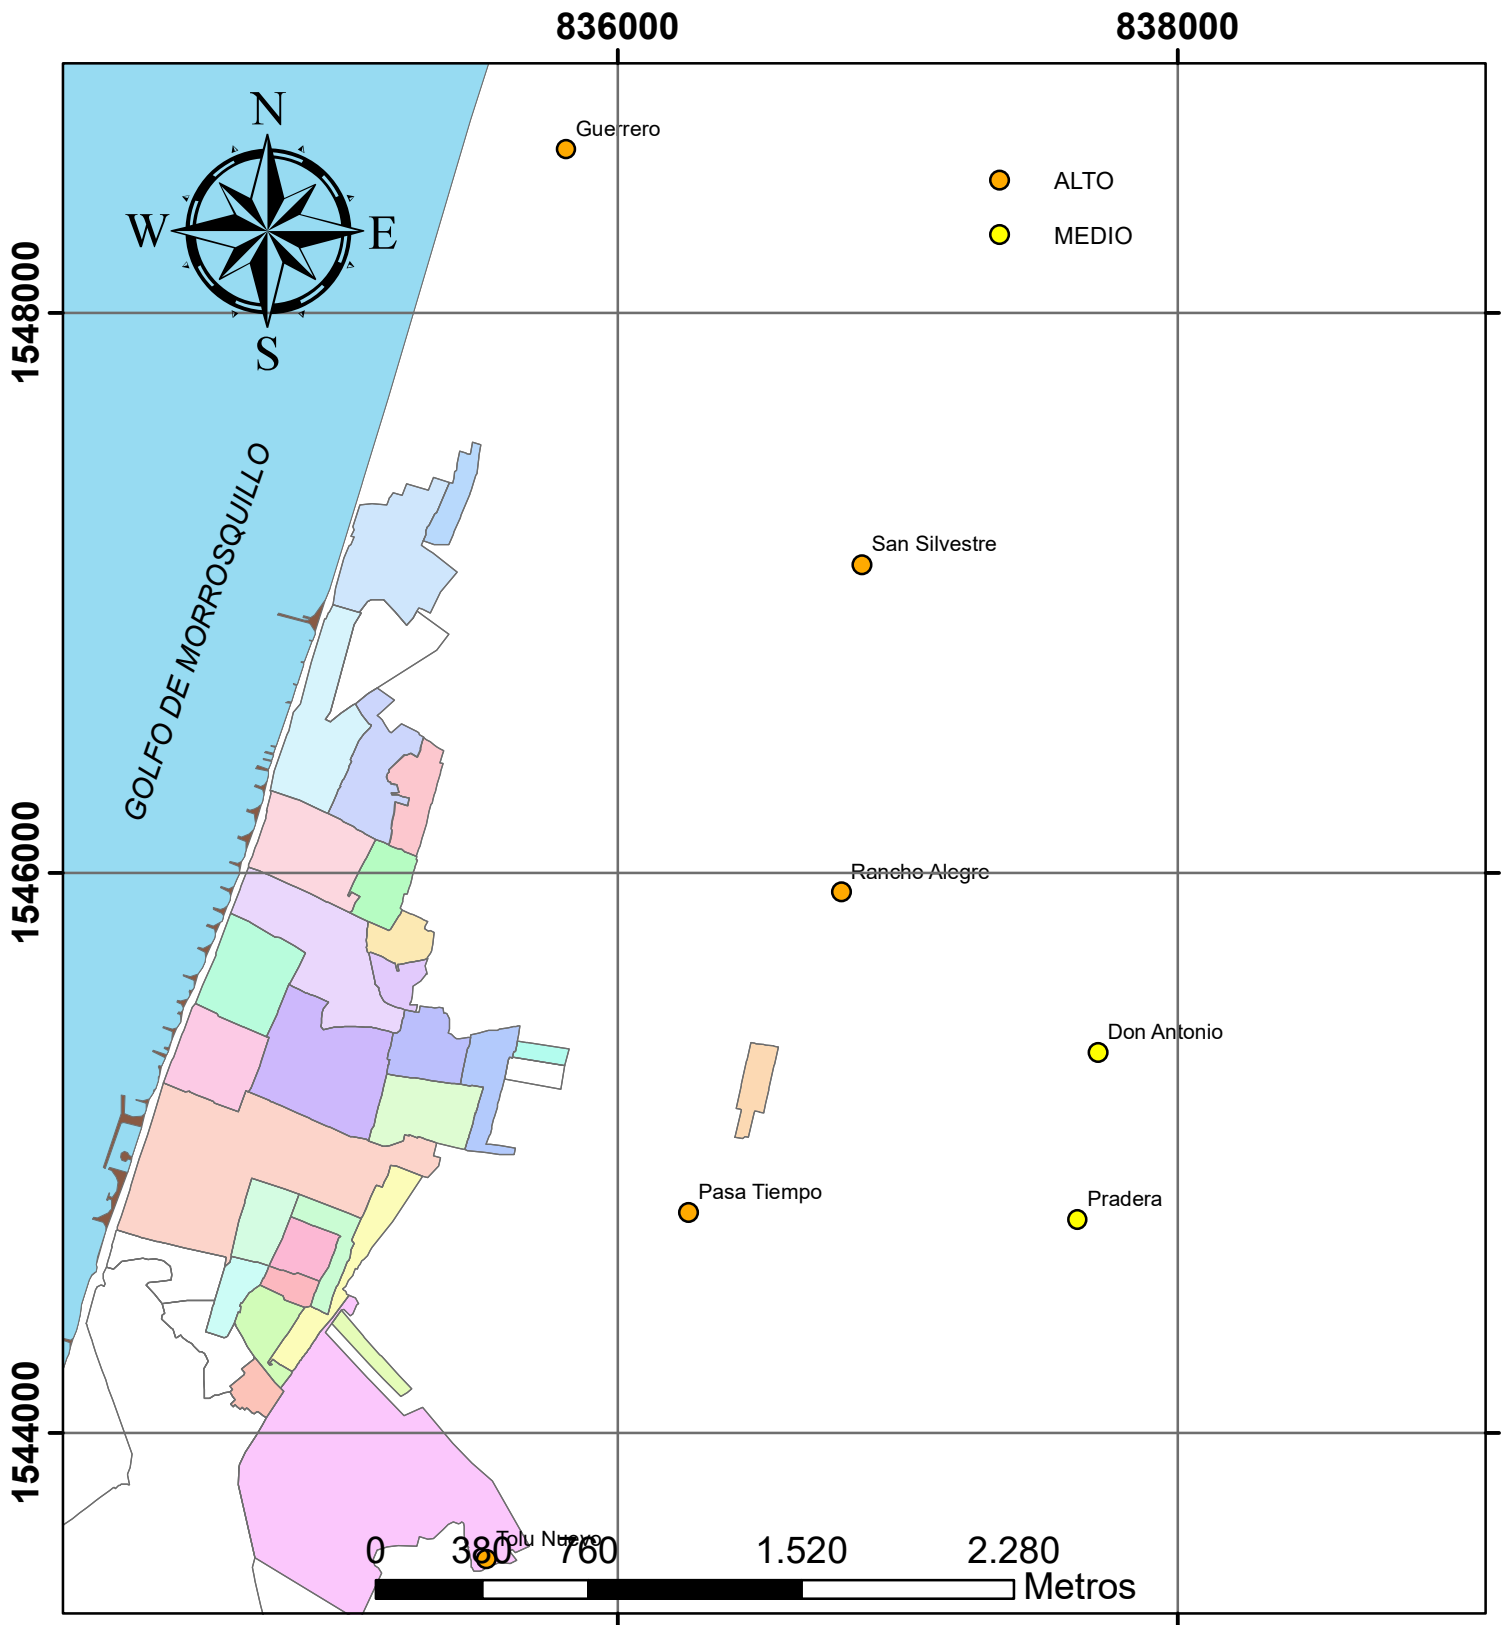 836000
838000
N
Guerrero
ALTO
W
E
MEDIO
1548000
S
GOLFO DE MORROSQUILLO
San Silvestre
1546000
Rancho Alegre
Don Antonio
Pasa Tiempo
Pradera
1544000
Tolu Nuevo
0 380 760 1.520 2.280
Metros